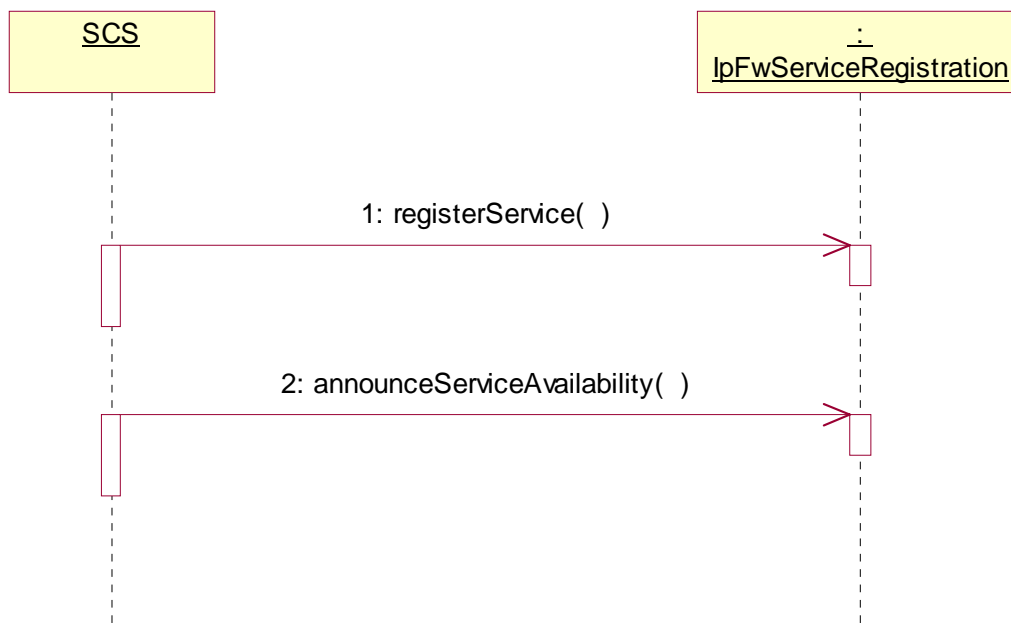 SCS
:
IpFwServiceRegistration
1: registerService(  )
2: announceServiceAvailability(  )